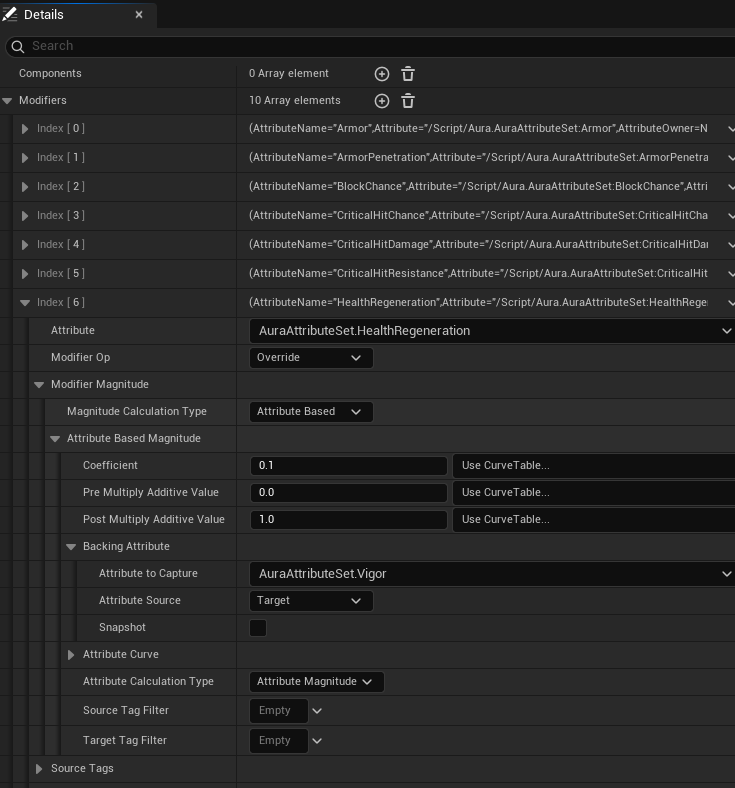 Details
Search
Components 0 Array element
Modifiers 10 Array elements
Index [ 0 ] (AttributeName="Armor",Attribute="/Script/Aura.AuraAttributeSet:Armor",AttributeOwner=N
Index [ 1 ] (AttributeName="ArmorPenetration",Attribute="/Script/Aura.AuraAttributeSet:ArmorPenetra
Index [ 2 ] (AttributeName="BlockChance",Attribute="/Script/Aura.AuraAttributeSet:BlockChance",Attri
Index [ 3 ] (AttributeName="CriticalHitChance",Attribute="/Script/Aura.AuraAttributeSet:CriticalHitCha
Index [ 4 ] (AttributeName="CriticalHitDamage",Attribute="/Script/Aura.AuraAttributeSet:CriticalHitDa
Index [ 5 ] (AttributeName="CriticalHitResistance",Attribute="/Script/Aura.AuraAttributeSet:CriticalHit
Index [ 6 ] (AttributeName="HealthRegeneration",Attribute="/Script/Aura.AuraAttributeSet:HealthRege
Attribute AuraAttributeSet.HealthRegeneration
Modifier Op Override
Modifier Magnitude
Magnitude Calculation Type Attribute Based
Attribute Based Magnitude
Coefficient 0.1 Use CurveTable...
Pre Multiply Additive Value 0.0 Use CurveTable...
Post Multiply Additive Value 1.0 Use CurveTable...
Backing Attribute
Attribute to Capture AuraAttributeSet.Vigor
Attribute Source Target
Snapshot
Attribute Curve
Attribute Calculation Type Attribute Magnitude
Source Tag Filter Empty
Target Tag Filter Empty
Source Tags